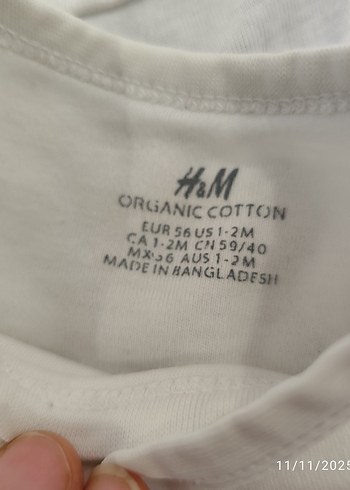 H&M
ORGANIC COTTON
EUR 56 US 1-2M
CA 1-2M CN 59/40
MX 56 AUS 1-2M
MADE IN BANGLADESH
11/11/2025